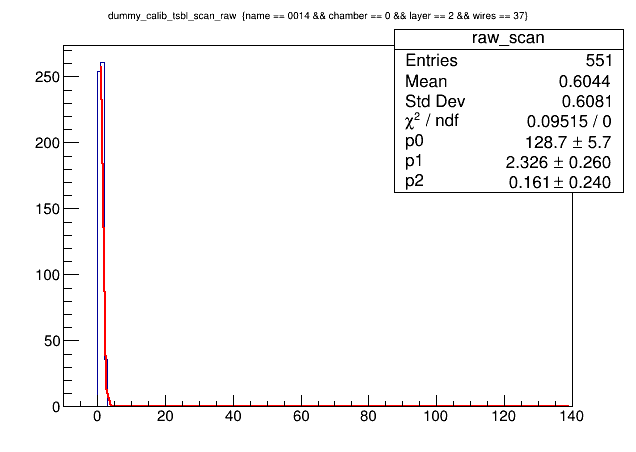 dummy_calib_tsbl_scan_raw {name == 0014 && chamber == 0 && layer == 2 && wires == 37}
raw_scan
Entries 551
Mean 0.6044
Std Dev 0.6081
χ² / ndf 0.09515 / 0
p0 128.7 ± 5.7
p1 2.326 ± 0.260
p2 0.161 ± 0.240
250
200
150
100
50
0
0 20 40 60 80 100 120 140